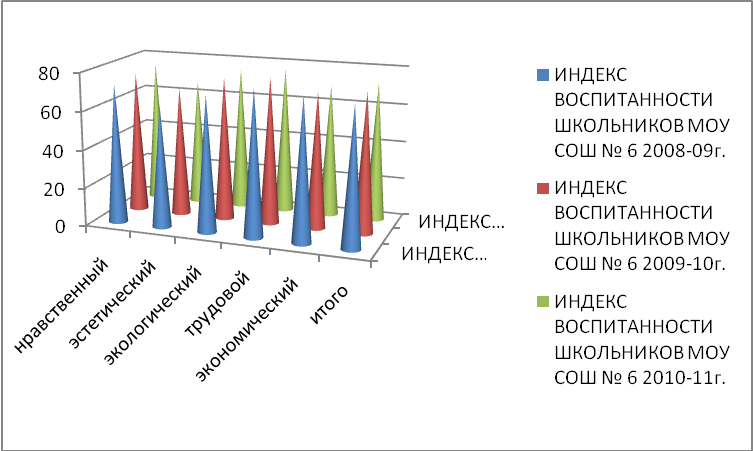 80
60
40
20
0
нравственный
эстетический
экологический
трудовой
экономический
итого
ИНДЕКС...
ИНДЕКС...
ИНДЕКС
ВОСПИТАННОСТИ
ШКОЛЬНИКОВ МОУ
СОШ № 6 2008-09г.
ИНДЕКС
ВОСПИТАННОСТИ
ШКОЛЬНИКОВ МОУ
СОШ № 6 2009-10г.
ИНДЕКС
ВОСПИТАННОСТИ
ШКОЛЬНИКОВ МОУ
СОШ № 6 2010-11г.